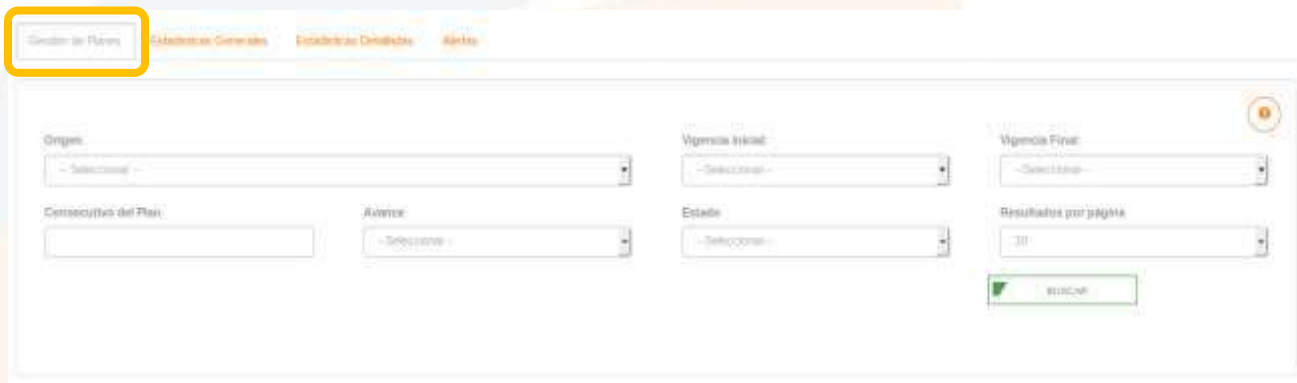 Gestión de Planes Estadísticas Generales Estadísticas Detalladas Alertas
Origen Vigencia Inicial: Vigencia Final:
-- Seleccionar -- -- Seleccionar -- -- Seleccionar --
Consecutivo del Plan Avance Estado Resultados por página
-- Seleccionar -- -- Seleccionar -- 10
BUSCAR